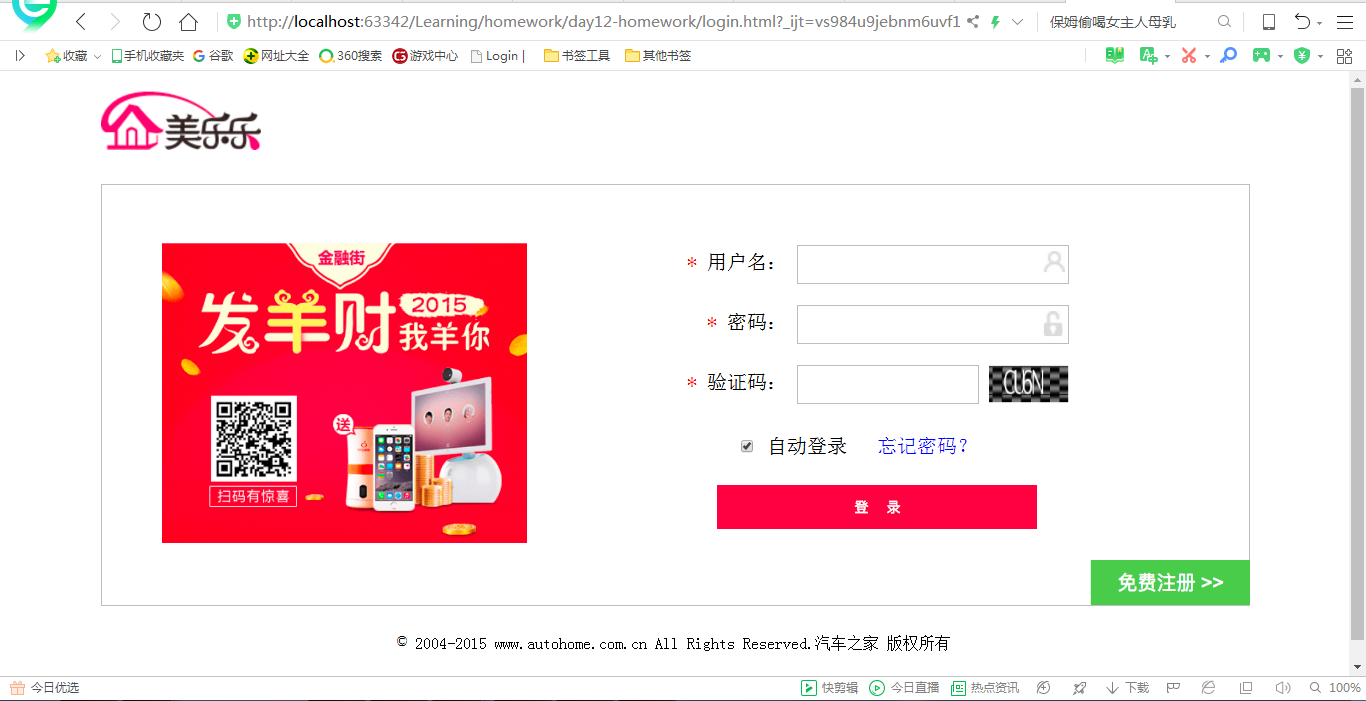 http://localhost:63342/Learning/homework/day12-homework/login.html?_ijt=vs984u9jebnm6uvf1
保姆偷喝女主人母乳
收藏 手机收藏夹 谷歌 网址大全 360搜索 游戏中心 Login | 书签工具 其他书签
美乐乐
金融街
发羊财 2015 我羊你
送
扫码有惊喜
* 用户名：
* 密码：
* 验证码：
自动登录 忘记密码？
登 录
免费注册 >>
© 2004-2015 www.autohome.com.cn All Rights Reserved.汽车之家 版权所有
今日优选 快剪辑 今日直播 热点资讯 下载 100%